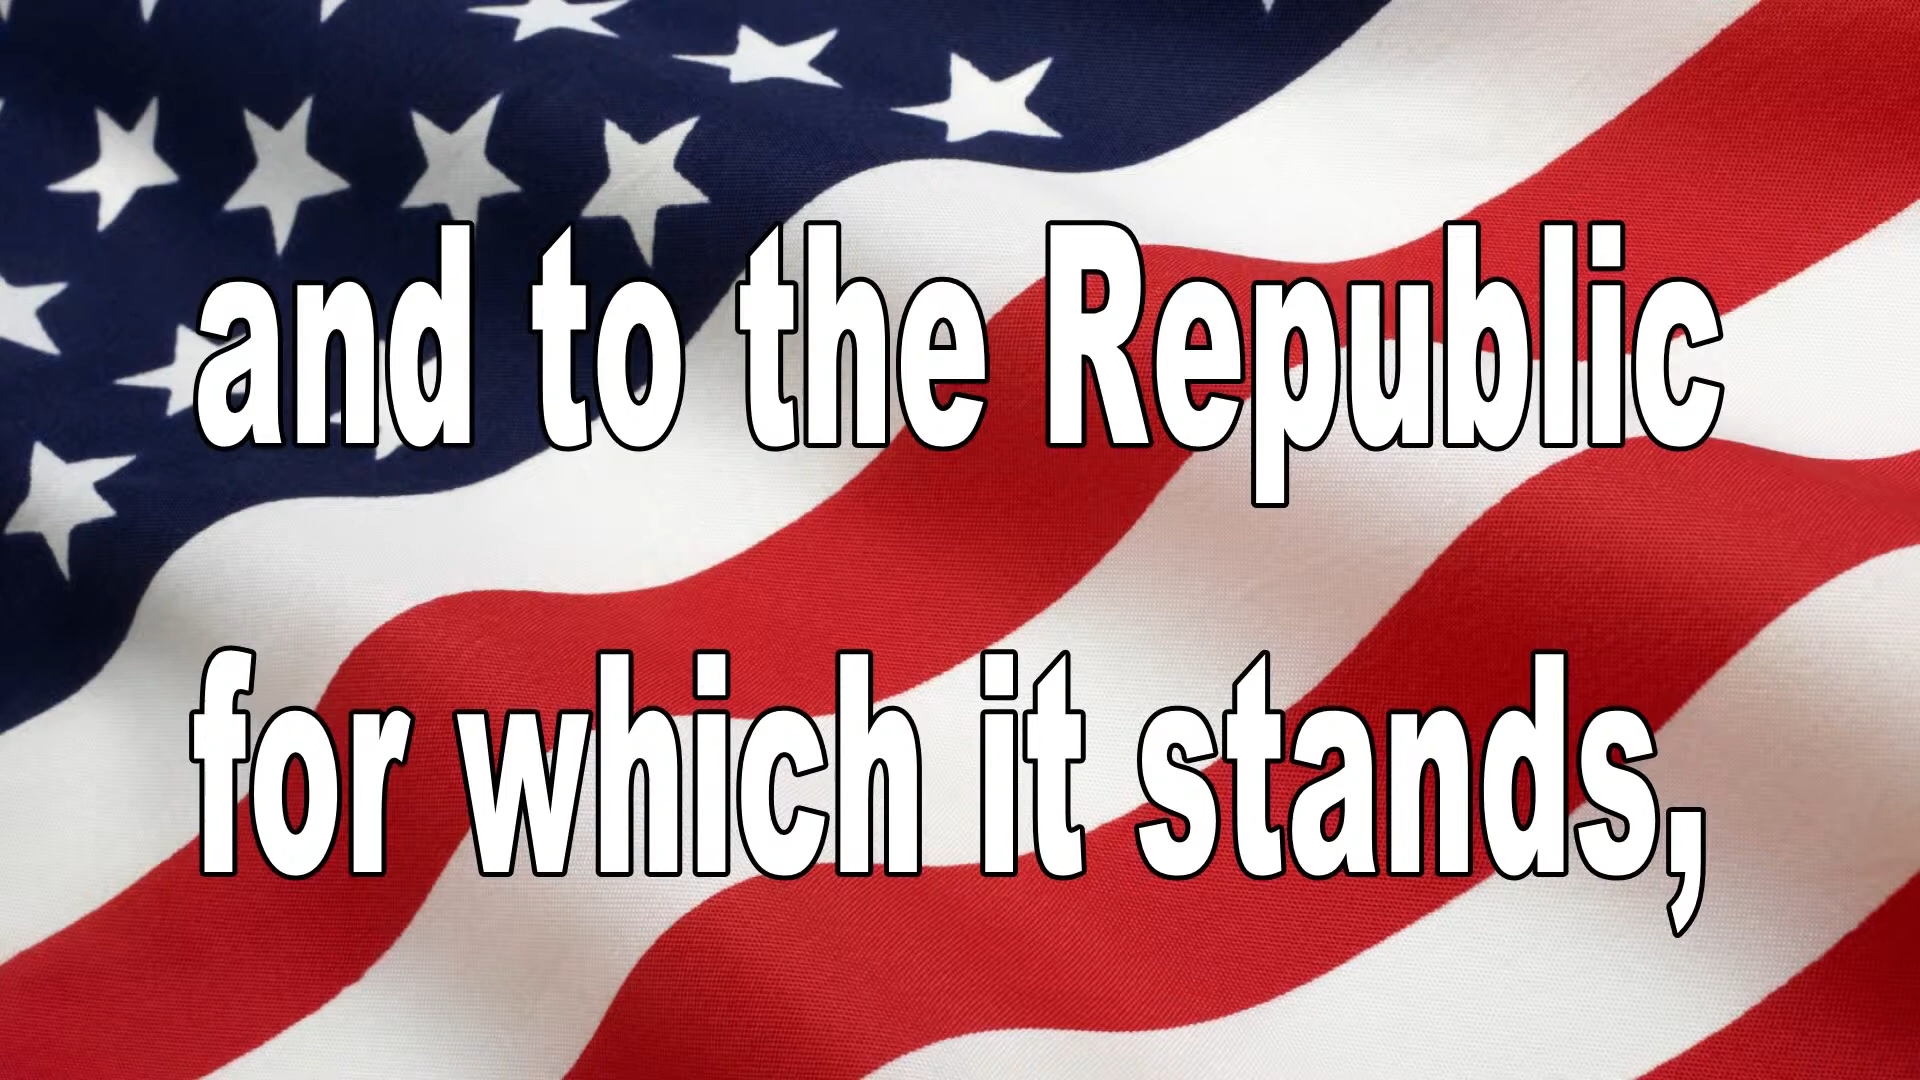 and to the Republic
for which it stands,